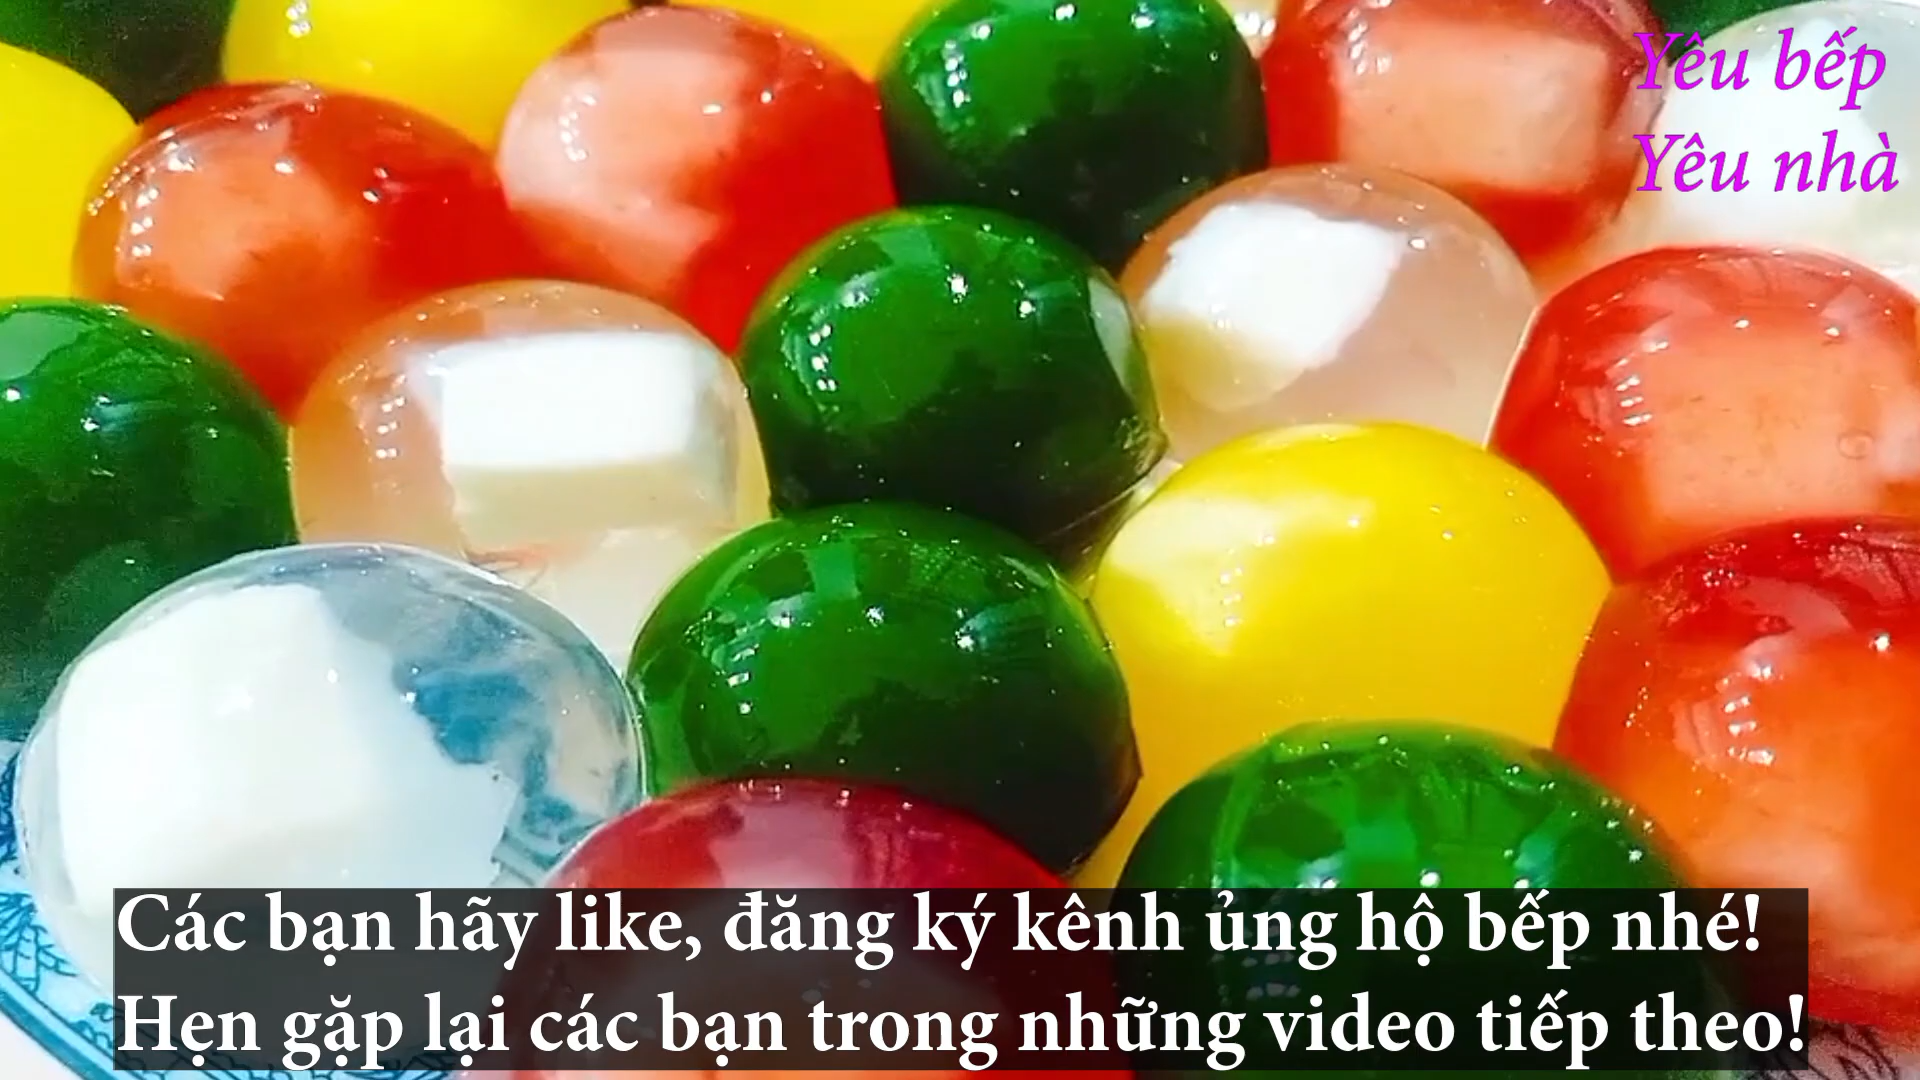 Yêu bếp
Yêu nhà
Các bạn hãy like, đăng ký kênh ủng hộ bếp nhé!
Hẹn gặp lại các bạn trong những video tiếp theo!